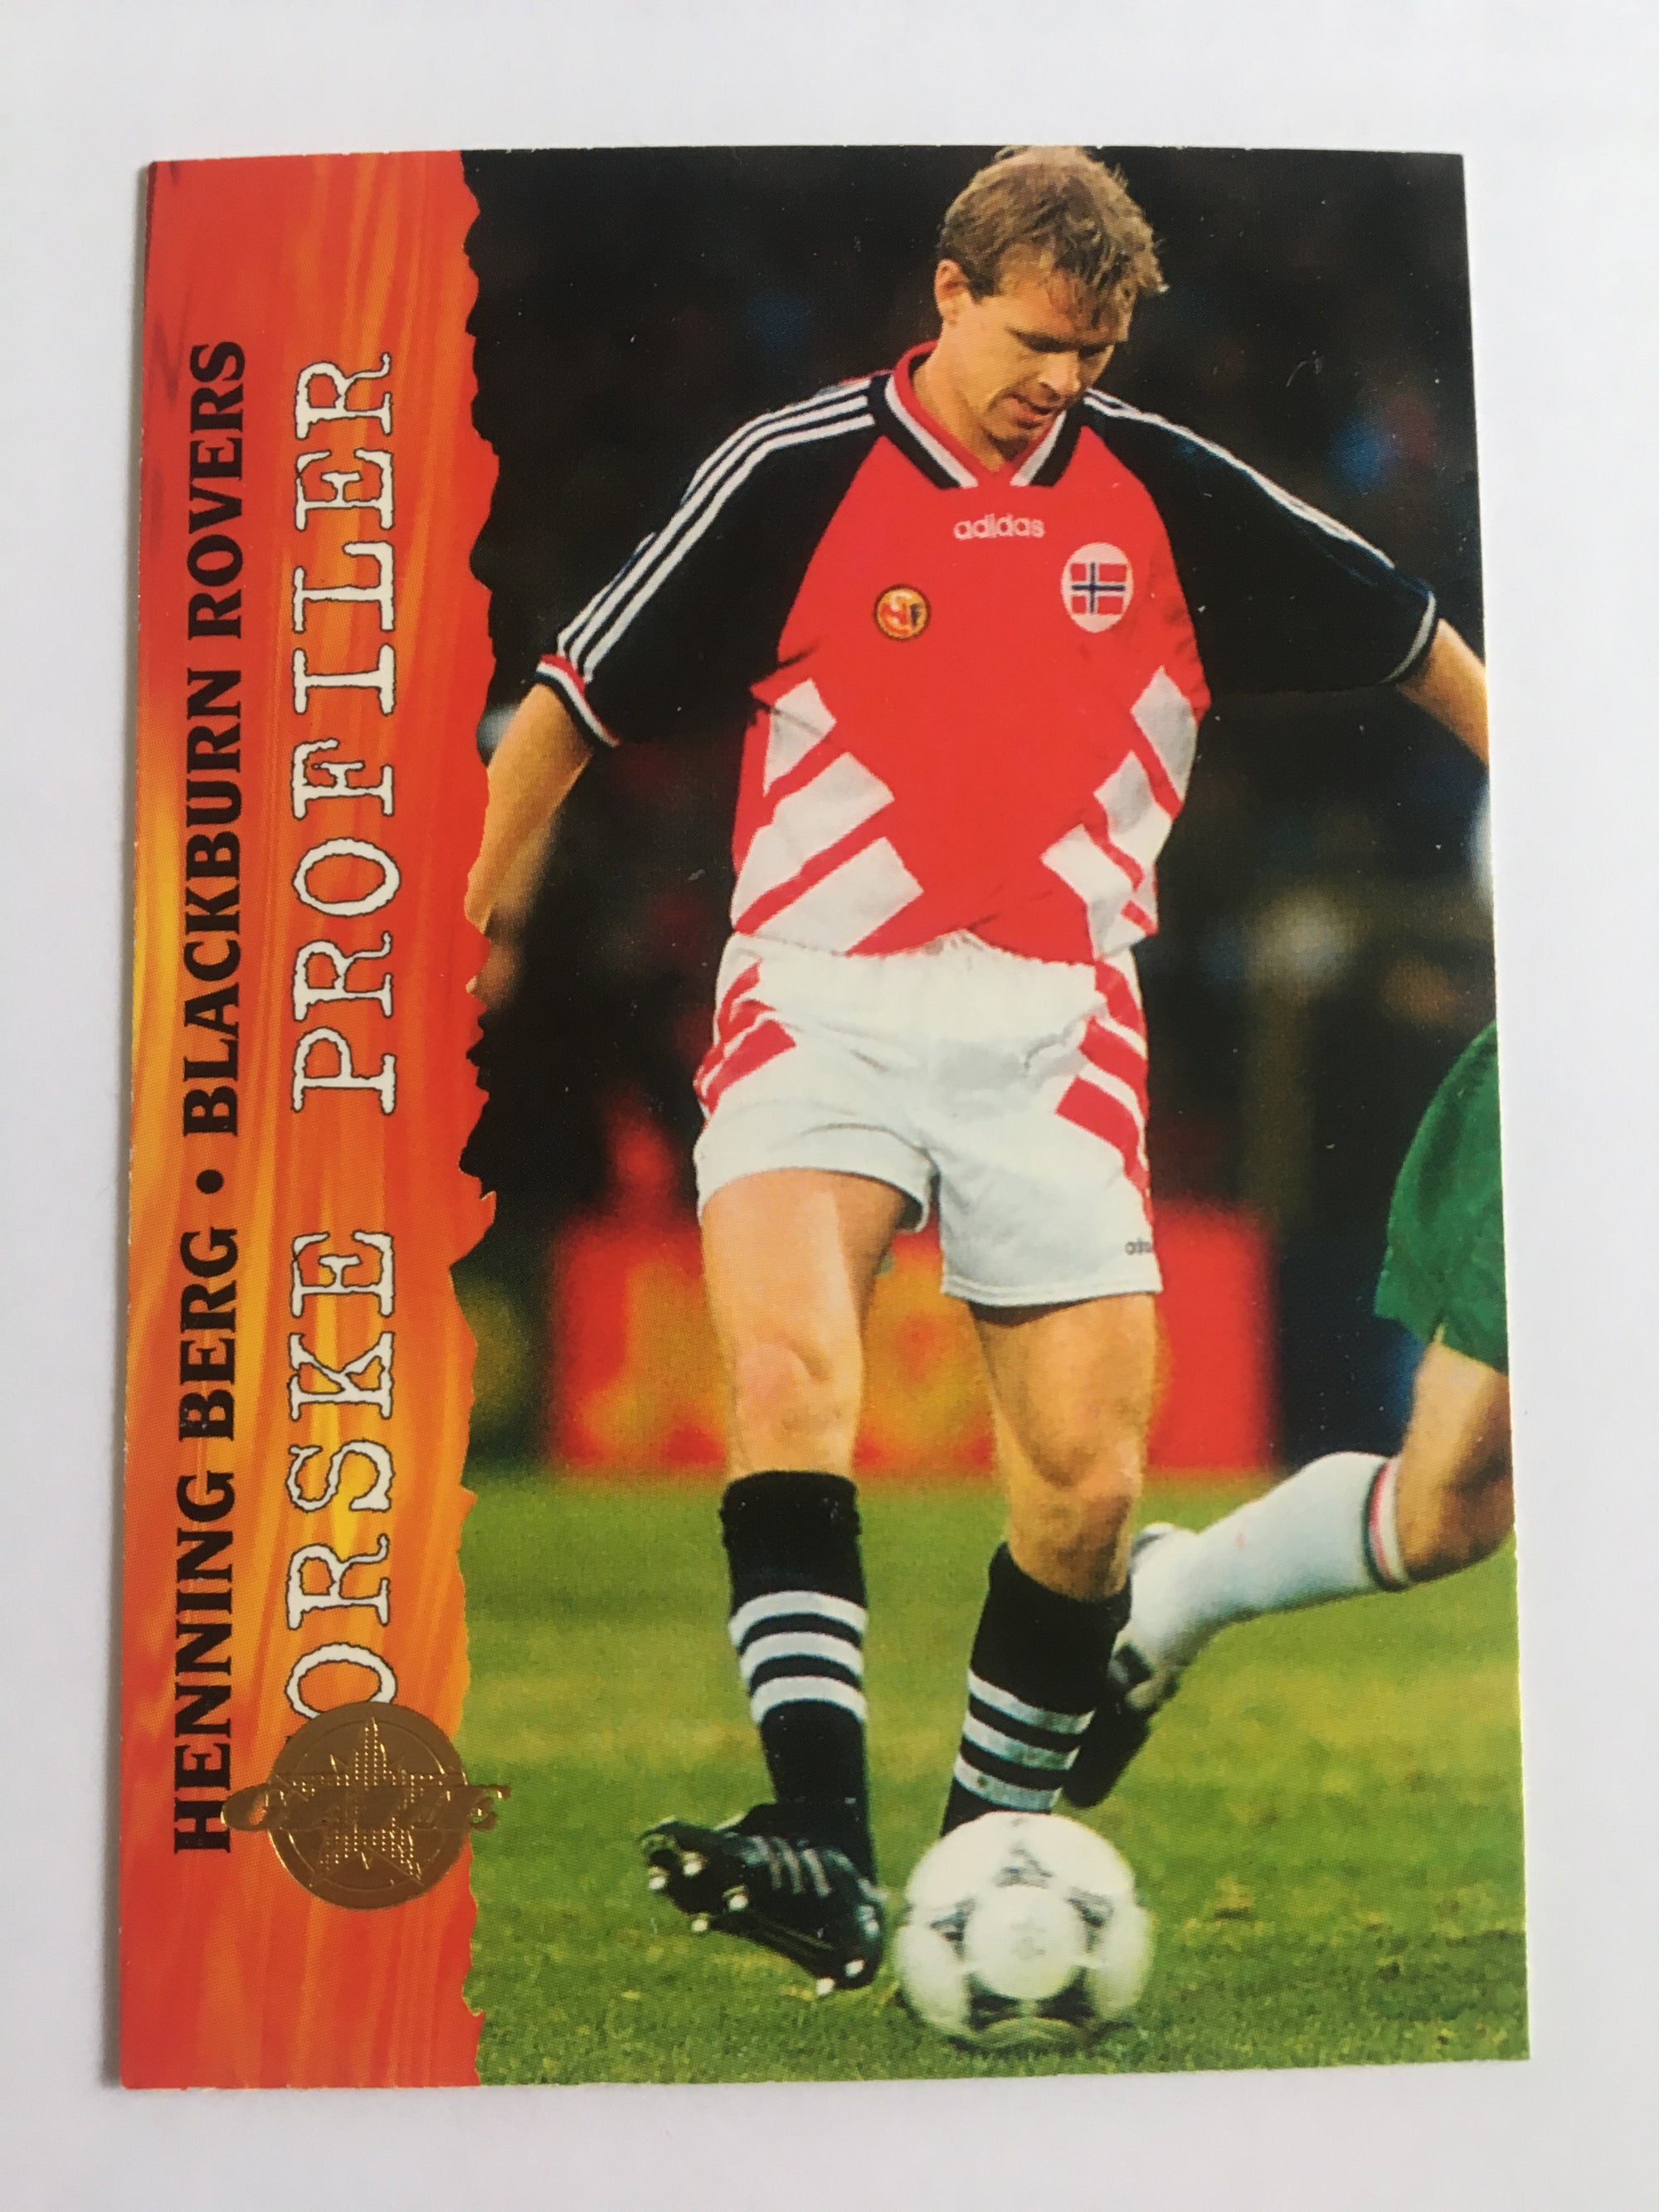 HENNING BERG • BLACKBURN ROVERS
ORSKE PROFILER
adidas